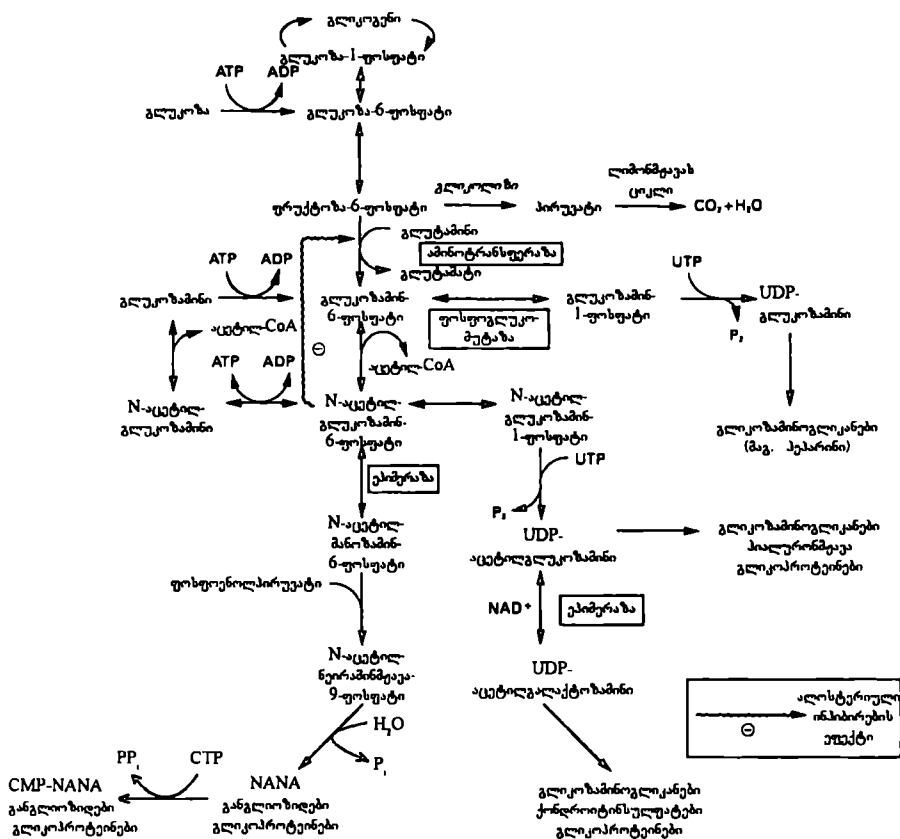 გლიკოგენი
გლუკოზა-1-ფოსფატი
ATP ADP
გლუკოზა გლუკოზა-6-ფოსფატი
ლიმონმჟავას
ციკლი
გლიკოლიზი
ფრუქტოზა-6-ფოსფატი პირუვატი CO₂+H₂O
გლუტამინი
ამინოტრანსფერაზა
გლუტამატი
ATP ADP
UTP
გლუკოზამინი
გლუკოზამინ-
6-ფოსფატი
ფოსფოგლუკო-
მუტაზა
გლუკოზამინ-
1-ფოსფატი
UDP-
გლუკოზამინი
P₂
აცეტილ-CoA
აცეტილ-CoA
ATP ADP
N-აცეტილ-
გლუკოზამინი
N-აცეტილ-
გლუკოზამინ-
6-ფოსფატი
N-აცეტილ-
გლუკოზამინ-
1-ფოსფატი
გლიკოზამინოგლიკანები
(მაგ. ჰეპარინი)
ეპიმერაზა
UTP
P₂
N-აცეტილ-
მანოზამინ-
6-ფოსფატი
UDP-
აცეტილგლუკოზამინი
გლიკოზამინოგლიკანები
ჰიალურონმჟავა
გლიკოპროტეინები
ფოსფოენოლპირუვატი
NAD⁺
ეპიმერაზა
N-აცეტილ-
ნეირამინმჟავა-
9-ფოსფატი
UDP-
აცეტილგალაქტოზამინი
ალოსტერიული
ინჰიბირების
ეფექტი
H₂O
P₁
PP₁ CTP
CMP-NANA
განგლიოზიდები
გლიკოპროტეინები
NANA
განგლიოზიდები
გლიკოპროტეინები
გლიკოზამინოგლიკანები
ქონდროიტინსულფატები
გლიკოპროტეინები